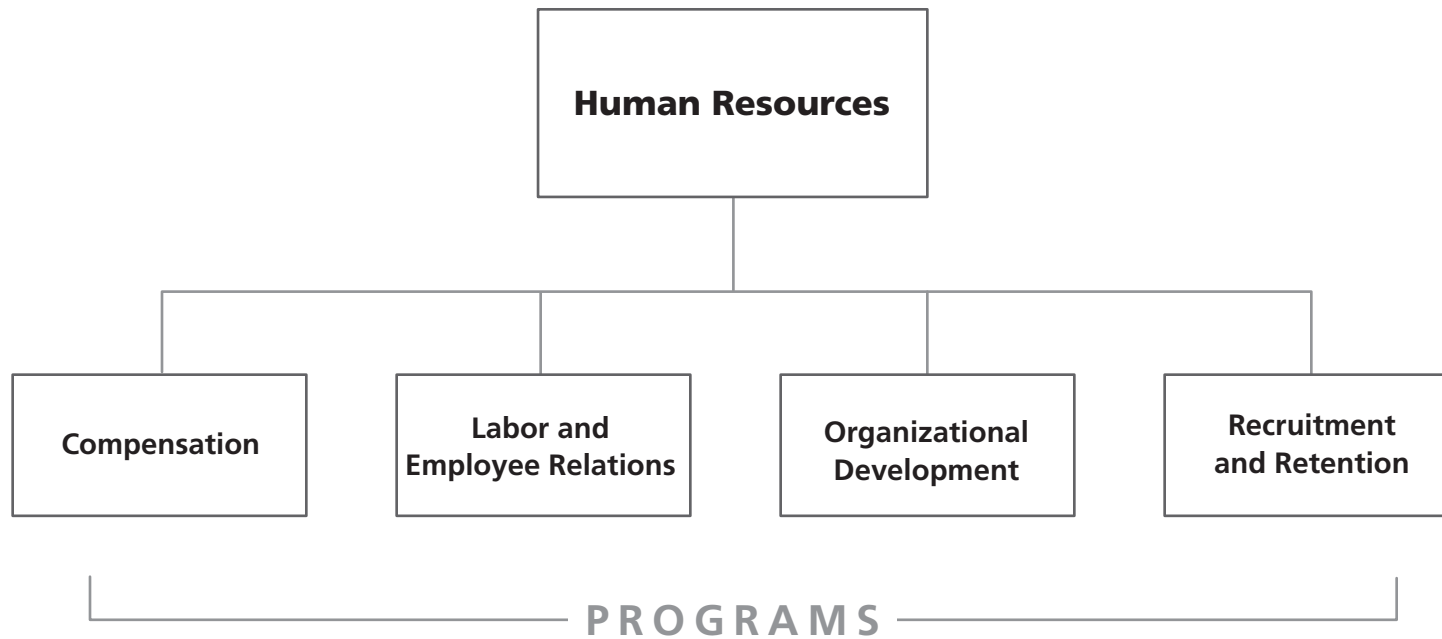 Human Resources
Compensation
Labor and
Employee Relations
Organizational
Development
Recruitment
and Retention
PROGRAMS